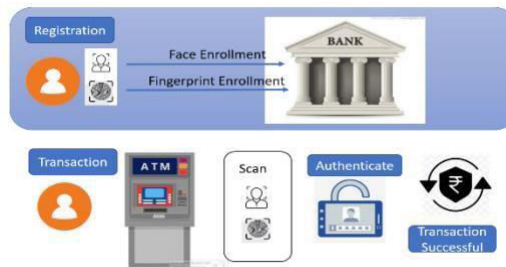 Registration
BANK
Face Enrollment
Fingerprint Enrollment
Transaction
ATM
Scan
Authenticate
₹
Transaction
Successful